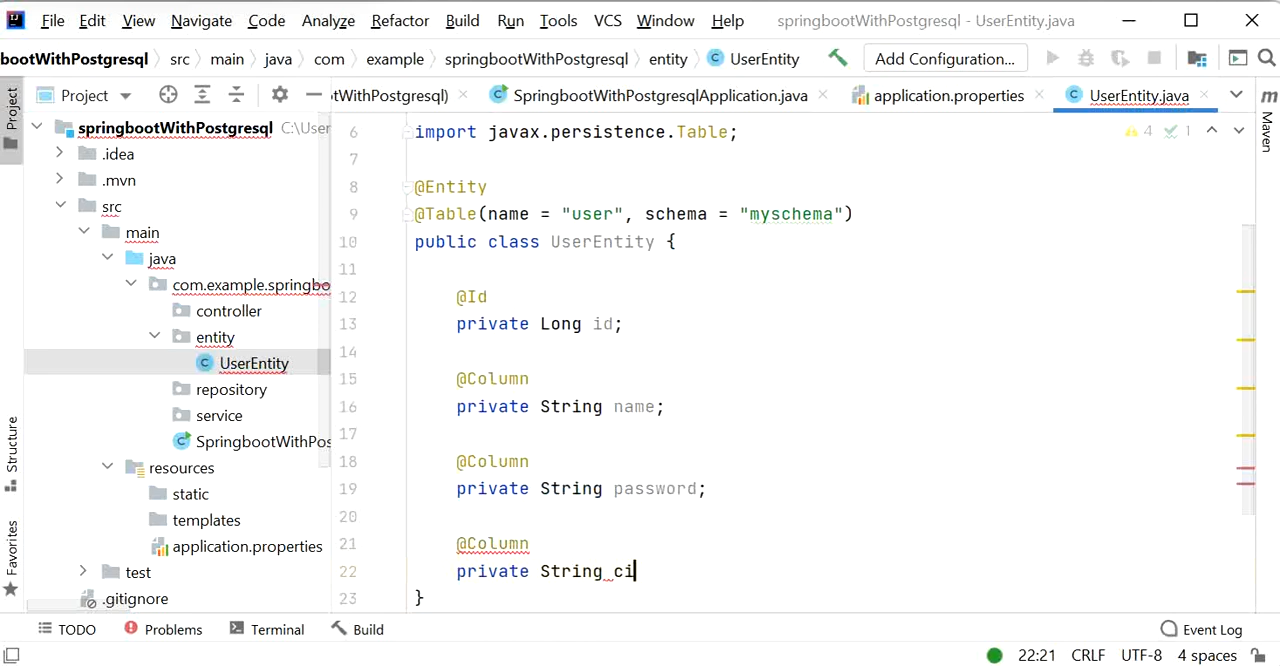 File Edit View Navigate Code Analyze Refactor Build Run Tools VCS Window Help springbootWithPostgresql - UserEntity.java
bootWithPostgresql src main java com example springbootWithPostgresql entity UserEntity Add Configuration...
Project tWithPostgresql) SpringbootWithPostgresqlApplication.java application.properties UserEntity.java
Project
Structure
Favorites
springbootWithPostgresql C:\User
.idea
.mvn
src
main
java
com.example.springbo
controller
entity
UserEntity
repository
service
SpringbootWithPos
resources
static
templates
application.properties
test
.gitignore
6 import javax.persistence.Table;
7
8 @Entity
9 @Table(name = "user", schema = "myschema")
10 public class UserEntity {
11
12 @Id
13 private Long id;
14
15 @Column
16 private String name;
17
18 @Column
19 private String password;
20
21 @Column
22 private String ci
23 }
4 1
m
Maven
TODO Problems Terminal Build Event Log
22:21 CRLF UTF-8 4 spaces